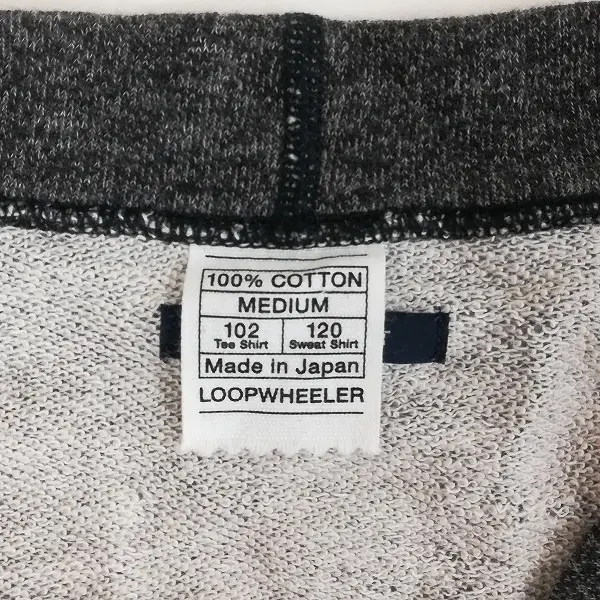 100% COTTON
MEDIUM
102 120
Tee Shirt Sweat Shirt
Made in Japan
LOOPWHEELER